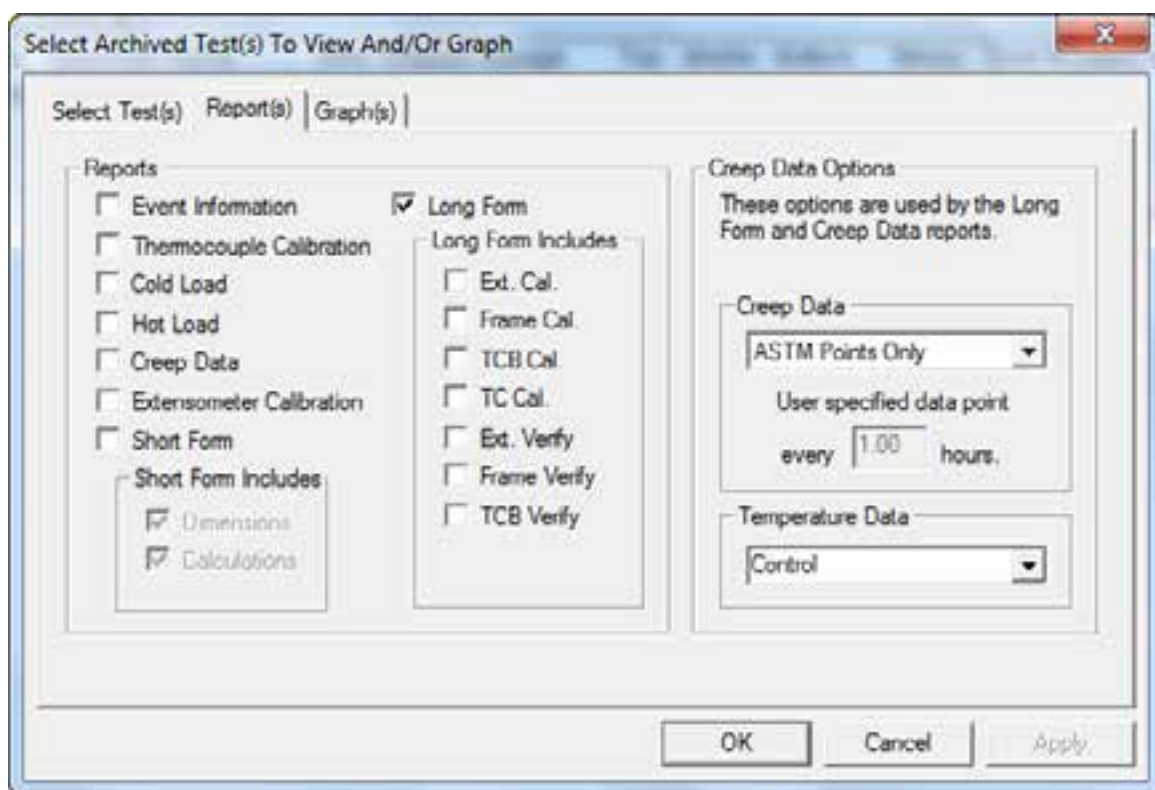 Select Archived Test(s) To View And/Or Graph
Select Test(s) Report(s) Graph(s)
Reports
Event Information
Thermocouple Calibration
Cold Load
Hot Load
Creep Data
Extensometer Calibration
Short Form
Short Form Includes
Dimensions
Calculations
Long Form
Long Form Includes
Ext. Cal.
Frame Cal.
TCB Cal.
TC Cal.
Ext. Verify
Frame Verify
TCB Verify
Creep Data Options
These options are used by the Long
Form and Creep Data reports.
Creep Data
ASTM Points Only
User specified data point
every 1.00 hours.
Temperature Data
Control
OK Cancel Apply